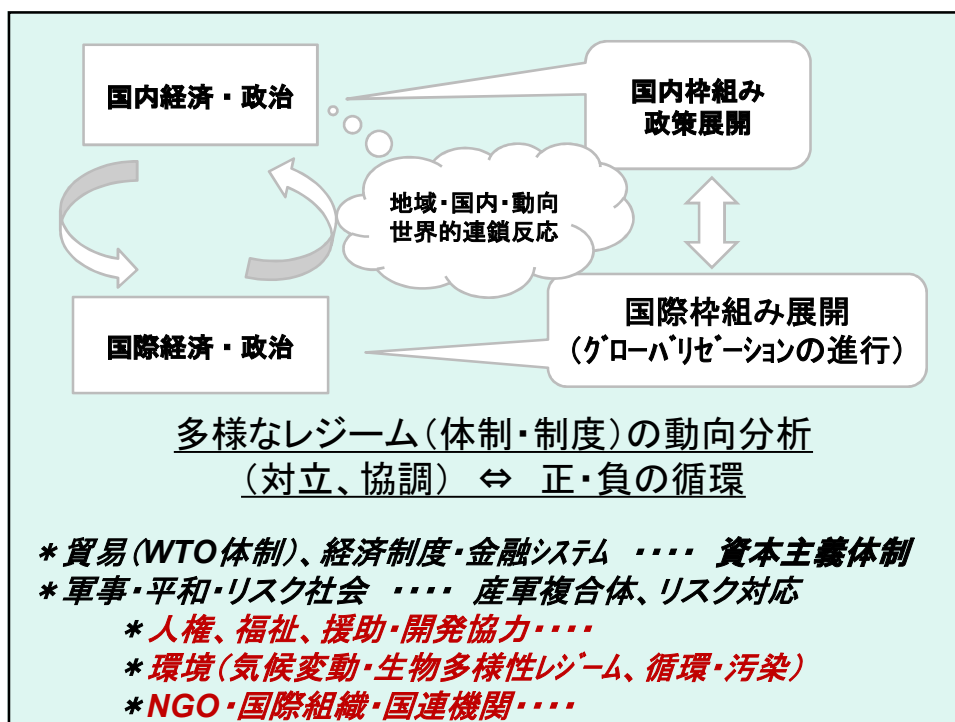 国内経済・政治
国内枠組み
政策展開
地域・国内・動向
世界的連鎖反応
国際経済・政治
国際枠組み展開
（ｸﾞﾛｰﾊﾞﾘｾﾞｰｼｮﾝの進行）
多様なレジーム（体制・制度）の動向分析
（対立、協調） ⇔ 正・負の循環
＊貿易（WTO体制）、経済制度・金融ｼｽﾃﾑ ････ 資本主義体制
＊軍事・平和・リスク社会 ････ 産軍複合体、リスク対応
＊人権、福祉、援助・開発協力････
＊環境（気候変動・生物多様性ﾚｼﾞｰﾑ、循環・汚染）
＊NGO・国際組織・国連機関････